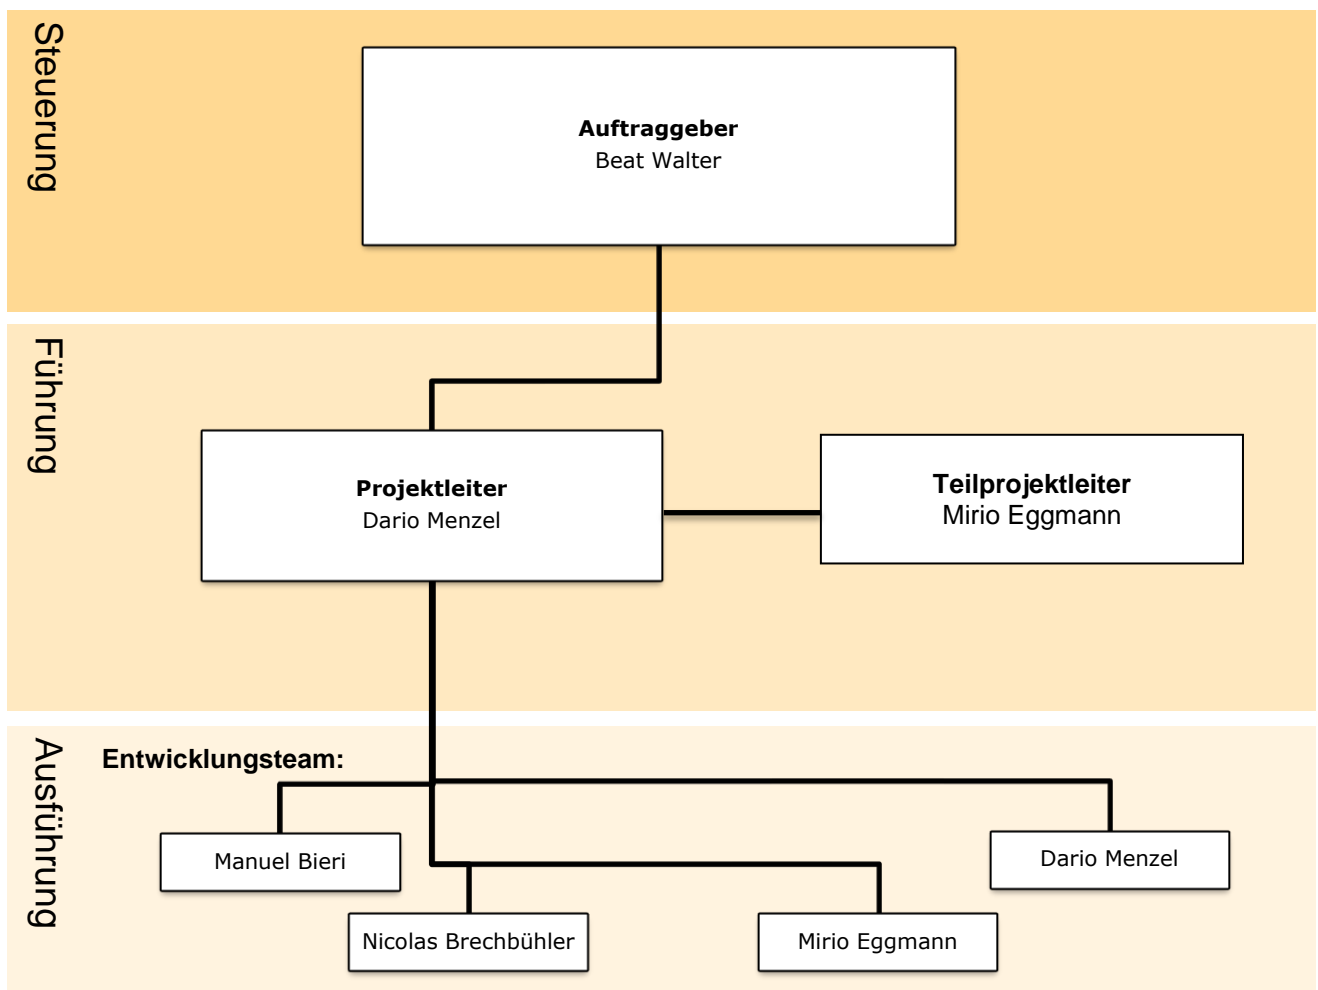 Steuerung
Auftraggeber
Beat Walter
Führung
Projektleiter
Dario Menzel
Teilprojektleiter
Mirio Eggmann
Ausführung
Entwicklungsteam:
Manuel Bieri
Dario Menzel
Nicolas Brechbühler
Mirio Eggmann